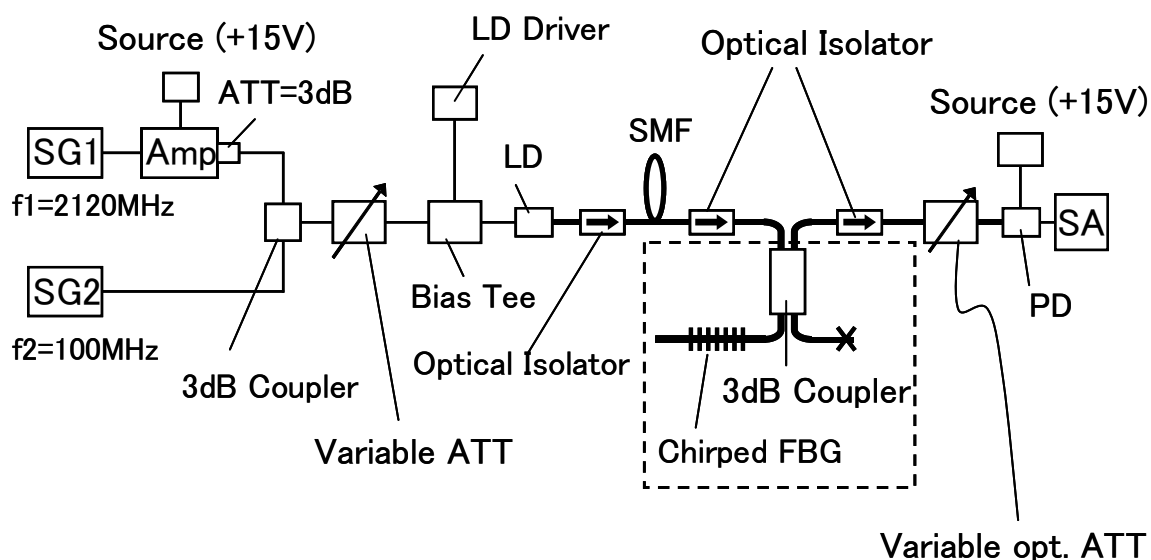 Source (+15V)
LD Driver
Optical Isolator
ATT=3dB
Source (+15V)
SG1
Amp
SMF
LD
f1=2120MHz
SA
SG2
Bias Tee
PD
f2=100MHz
Optical Isolator
3dB Coupler
3dB Coupler
Variable ATT
Chirped FBG
Variable opt. ATT